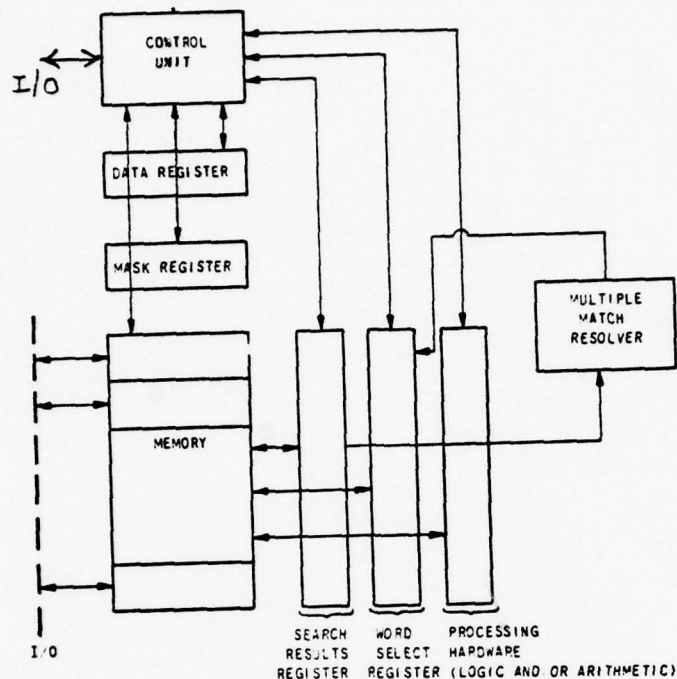 CONTROL
UNIT
I/O
DATA REGISTER
MASK REGISTER
MULTIPLE
MATCH
RESOLVER
MEMORY
I/O
SEARCH WORD PROCESSING
RESULTS SELECT HARDWARE
REGISTER REGISTER (LOGIC AND OR ARITHMETIC)